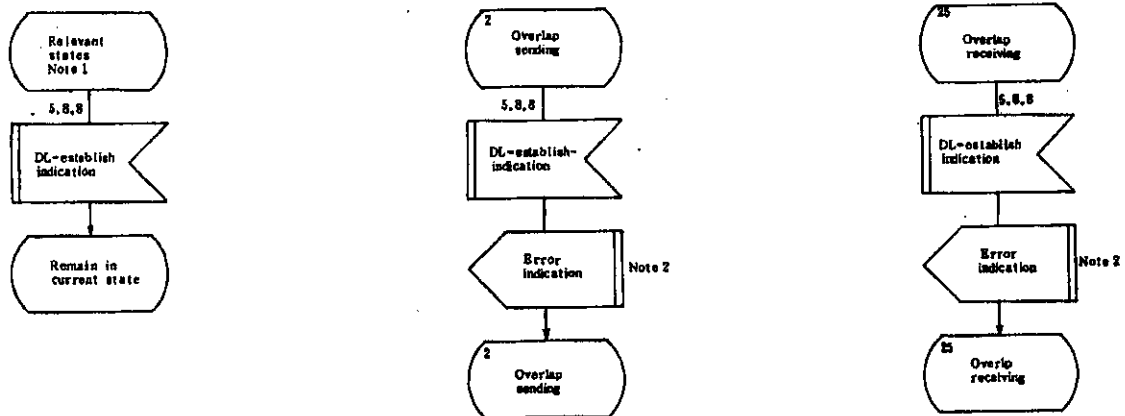 Relevant
states
Note 1
5,8,8
DL-establish
indication
Remain in
current state
2
Overlap
sending
5,8,8
DL-establish-
indication
Error
indication
Note 2
2
Overlap
sending
25
Overlap
receiving
5,8,8
DL-establish
indication
Error
indication
Note 2
25
Overlp
receiving